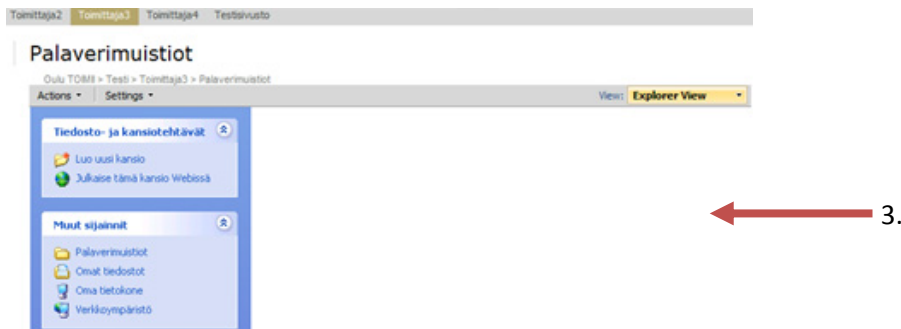 Toimittaja2 Toimittaja3 Toimittaja4 Testisivusto
Palaverimuistiot
Oulu TOIMII > Testi > Toimittaja3 > Palaverimuistiot
Actions Settings View: Explorer View
Tiedosto- ja kansiotehtävät
Luo uusi kansio
Julkaise tämä kansio Webissä
3.
Muut sijainnit
Palaverimuistiot
Omat tiedostot
Oma tietokone
Verkkoympäristö